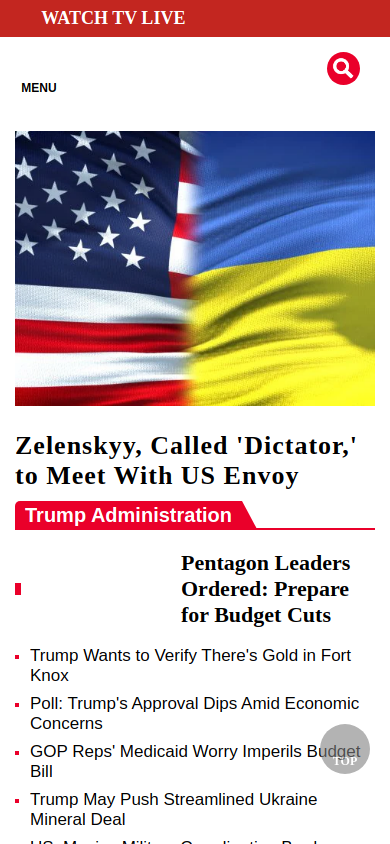 WATCH TV LIVE
MENU
Zelenskyy, Called 'Dictator,'
to Meet With US Envoy
Trump Administration
Pentagon Leaders
Ordered: Prepare
for Budget Cuts
Trump Wants to Verify There's Gold in Fort
Knox
Poll: Trump's Approval Dips Amid Economic
Concerns
GOP Reps' Medicaid Worry Imperils Budget
Bill
TOP
Trump May Push Streamlined Ukraine
Mineral Deal